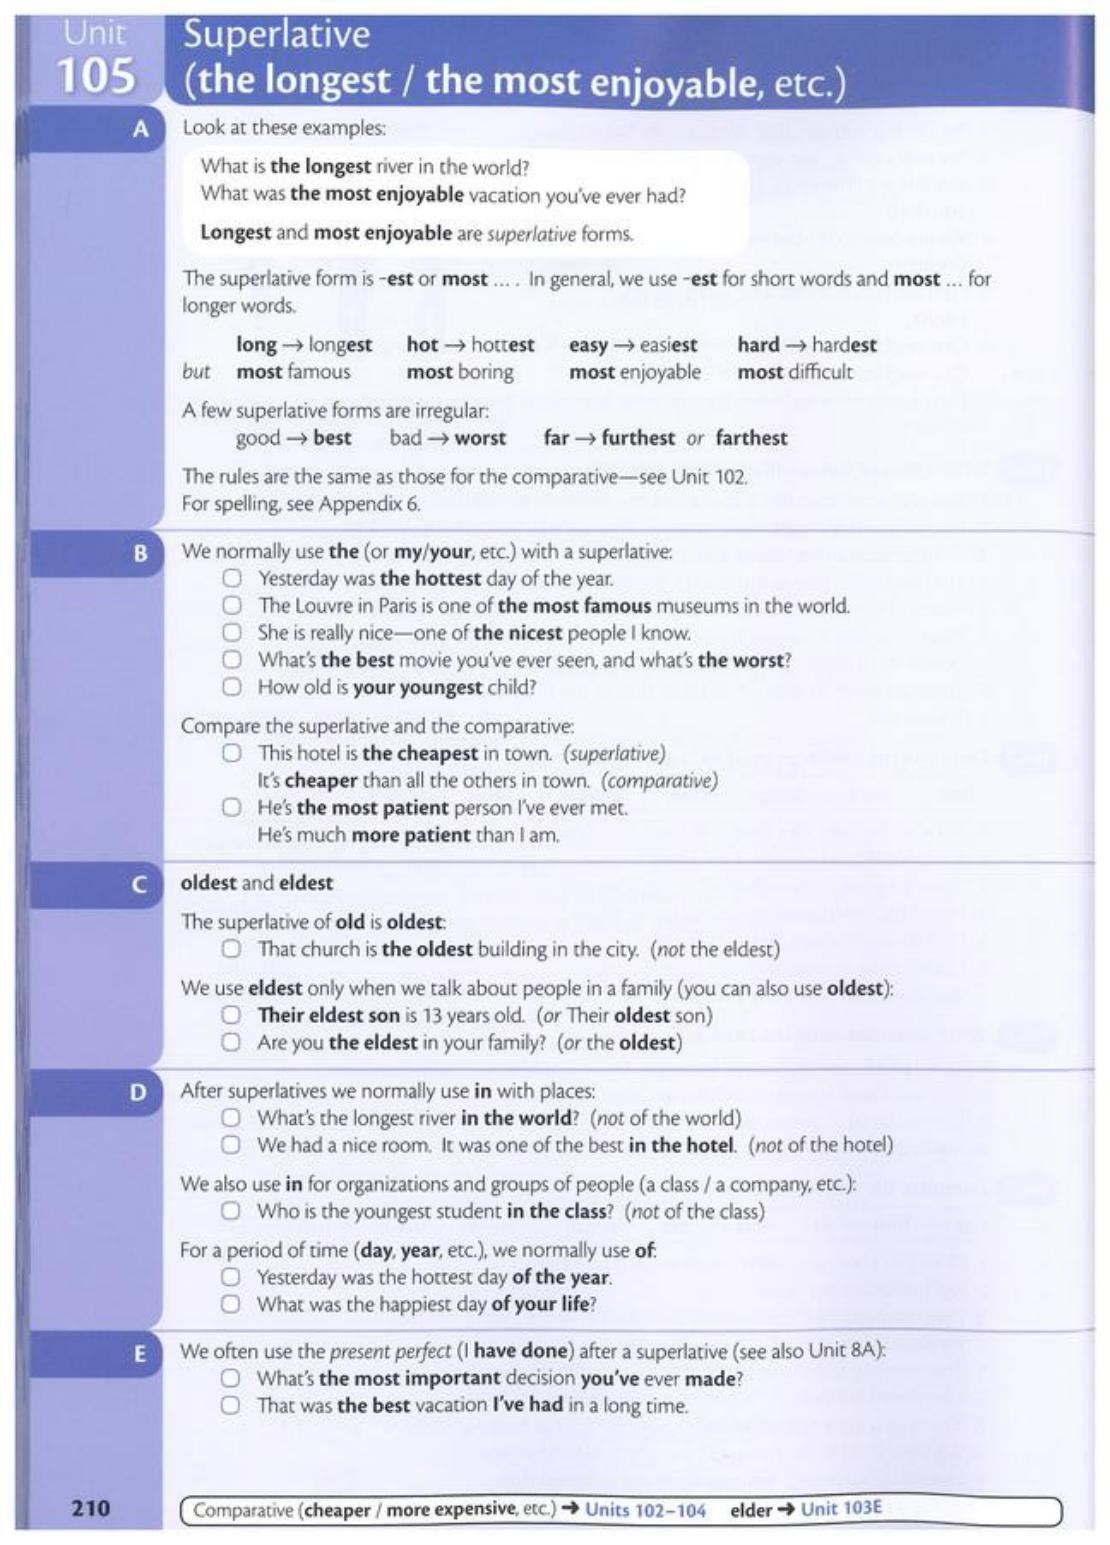 Unit
105
Superlative
(the longest / the most enjoyable, etc.)
A
Look at these examples:
What is the longest river in the world?
What was the most enjoyable vacation you've ever had?
Longest and most enjoyable are superlative forms.
The superlative form is -est or most ... . In general, we use -est for short words and most ... for
longer words.
long → longest hot → hottest easy → easiest hard → hardest
but most famous most boring most enjoyable most difficult
A few superlative forms are irregular:
good → best bad → worst far → furthest or farthest
The rules are the same as those for the comparative—see Unit 102.
For spelling, see Appendix 6.
B
We normally use the (or my/your, etc.) with a superlative:
Yesterday was the hottest day of the year.
The Louvre in Paris is one of the most famous museums in the world.
She is really nice—one of the nicest people I know.
What's the best movie you've ever seen, and what's the worst?
How old is your youngest child?
Compare the superlative and the comparative:
This hotel is the cheapest in town. (superlative)
It's cheaper than all the others in town. (comparative)
He's the most patient person I've ever met.
He's much more patient than I am.
C
oldest and eldest
The superlative of old is oldest:
That church is the oldest building in the city. (not the eldest)
We use eldest only when we talk about people in a family (you can also use oldest):
Their eldest son is 13 years old. (or Their oldest son)
Are you the eldest in your family? (or the oldest)
D
After superlatives we normally use in with places:
What's the longest river in the world? (not of the world)
We had a nice room. It was one of the best in the hotel. (not of the hotel)
We also use in for organizations and groups of people (a class / a company, etc.):
Who is the youngest student in the class? (not of the class)
For a period of time (day, year, etc.), we normally use of:
Yesterday was the hottest day of the year.
What was the happiest day of your life?
E
We often use the present perfect (I have done) after a superlative (see also Unit 8A):
What's the most important decision you've ever made?
That was the best vacation I've had in a long time.
210
Comparative (cheaper / more expensive, etc.) → Units 102–104 elder → Unit 103E